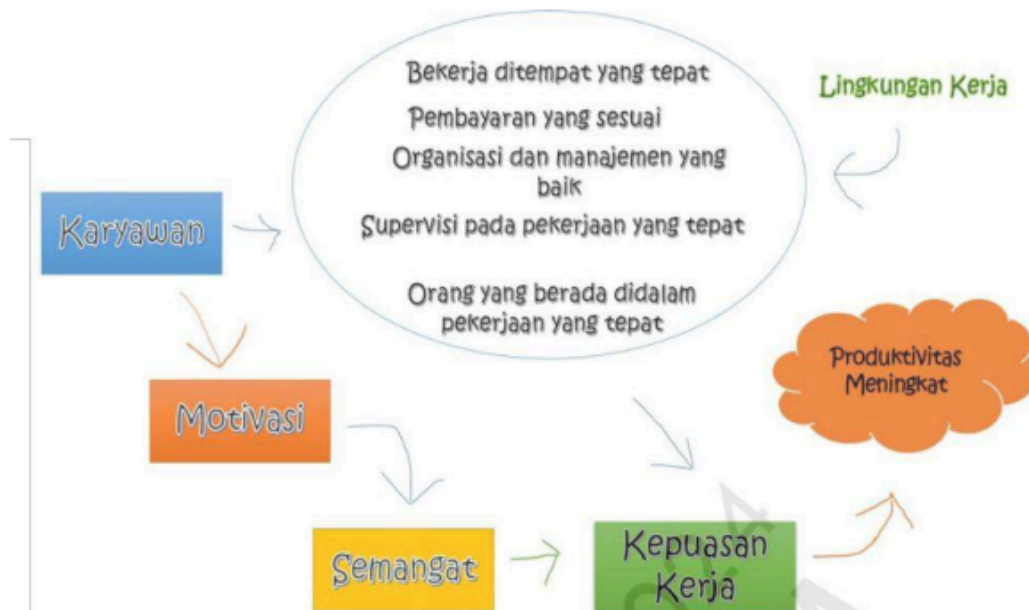 Bekerja ditempat yang tepat
Lingkungan Kerja
Pembayaran yang sesuai
Organisasi dan manajemen yang
baik
Karyawan
Supervisi pada pekerjaan yang tepat
Orang yang berada didalam
pekerjaan yang tepat
Produktivitas
Meningkat
Motivasi
Semangat
Kepuasan
Kerja